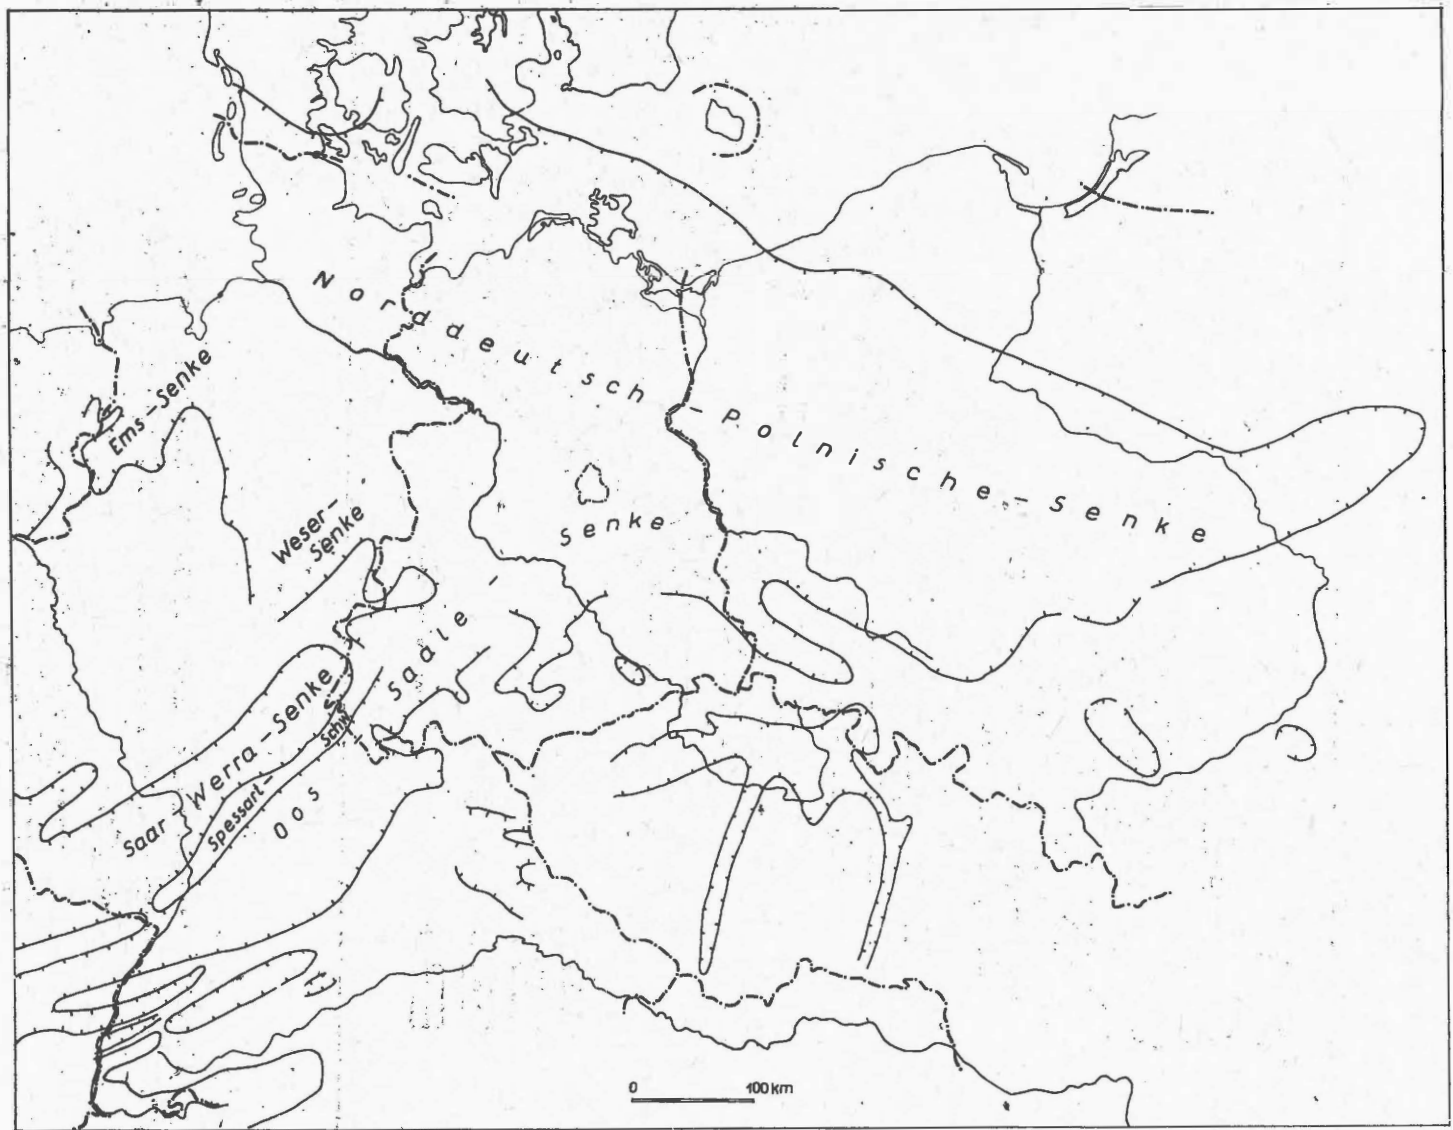 Norddeutsch-Polnische-Senke
Senke
Ems-Senke
Weser-
Senke
Saale
Saar-Werra-Senke
Spessart-
Schw.
Oos
0 100 km